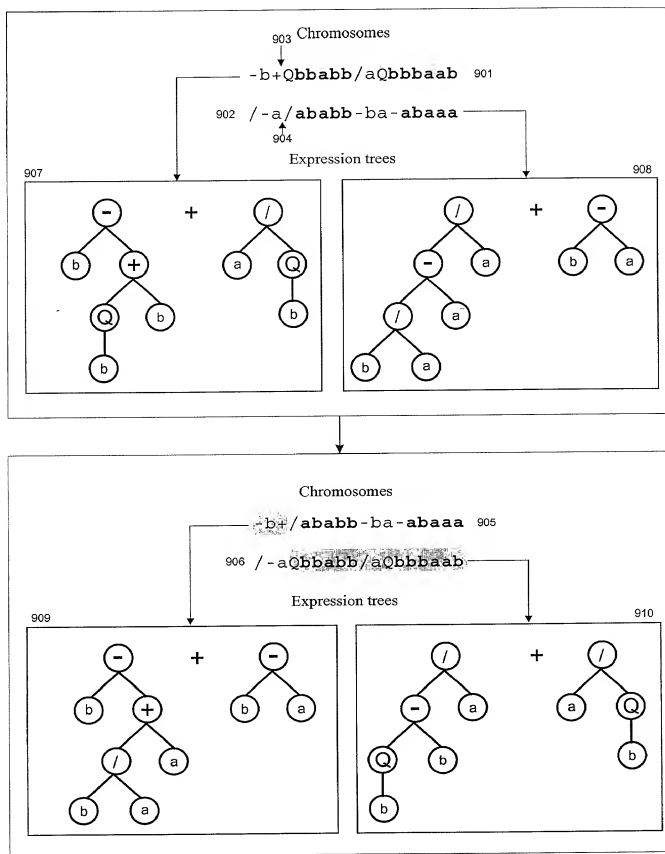 903 Chromosomes
-b+Qbbabb/aQbbbaab 901
902 /-a/ababb-ba-abaaa
904
Expression trees
907
908
- + /
b + a Q
Q b b
b
/ + -
- a b a
/ a
b a
Chromosomes
-b+/ababb-ba-abaaa 905
906 /-aQbbabb/aQbbbaab
Expression trees
909
910
- + -
b + b a
/ a
b a
/ + /
- a a Q
Q b b
b